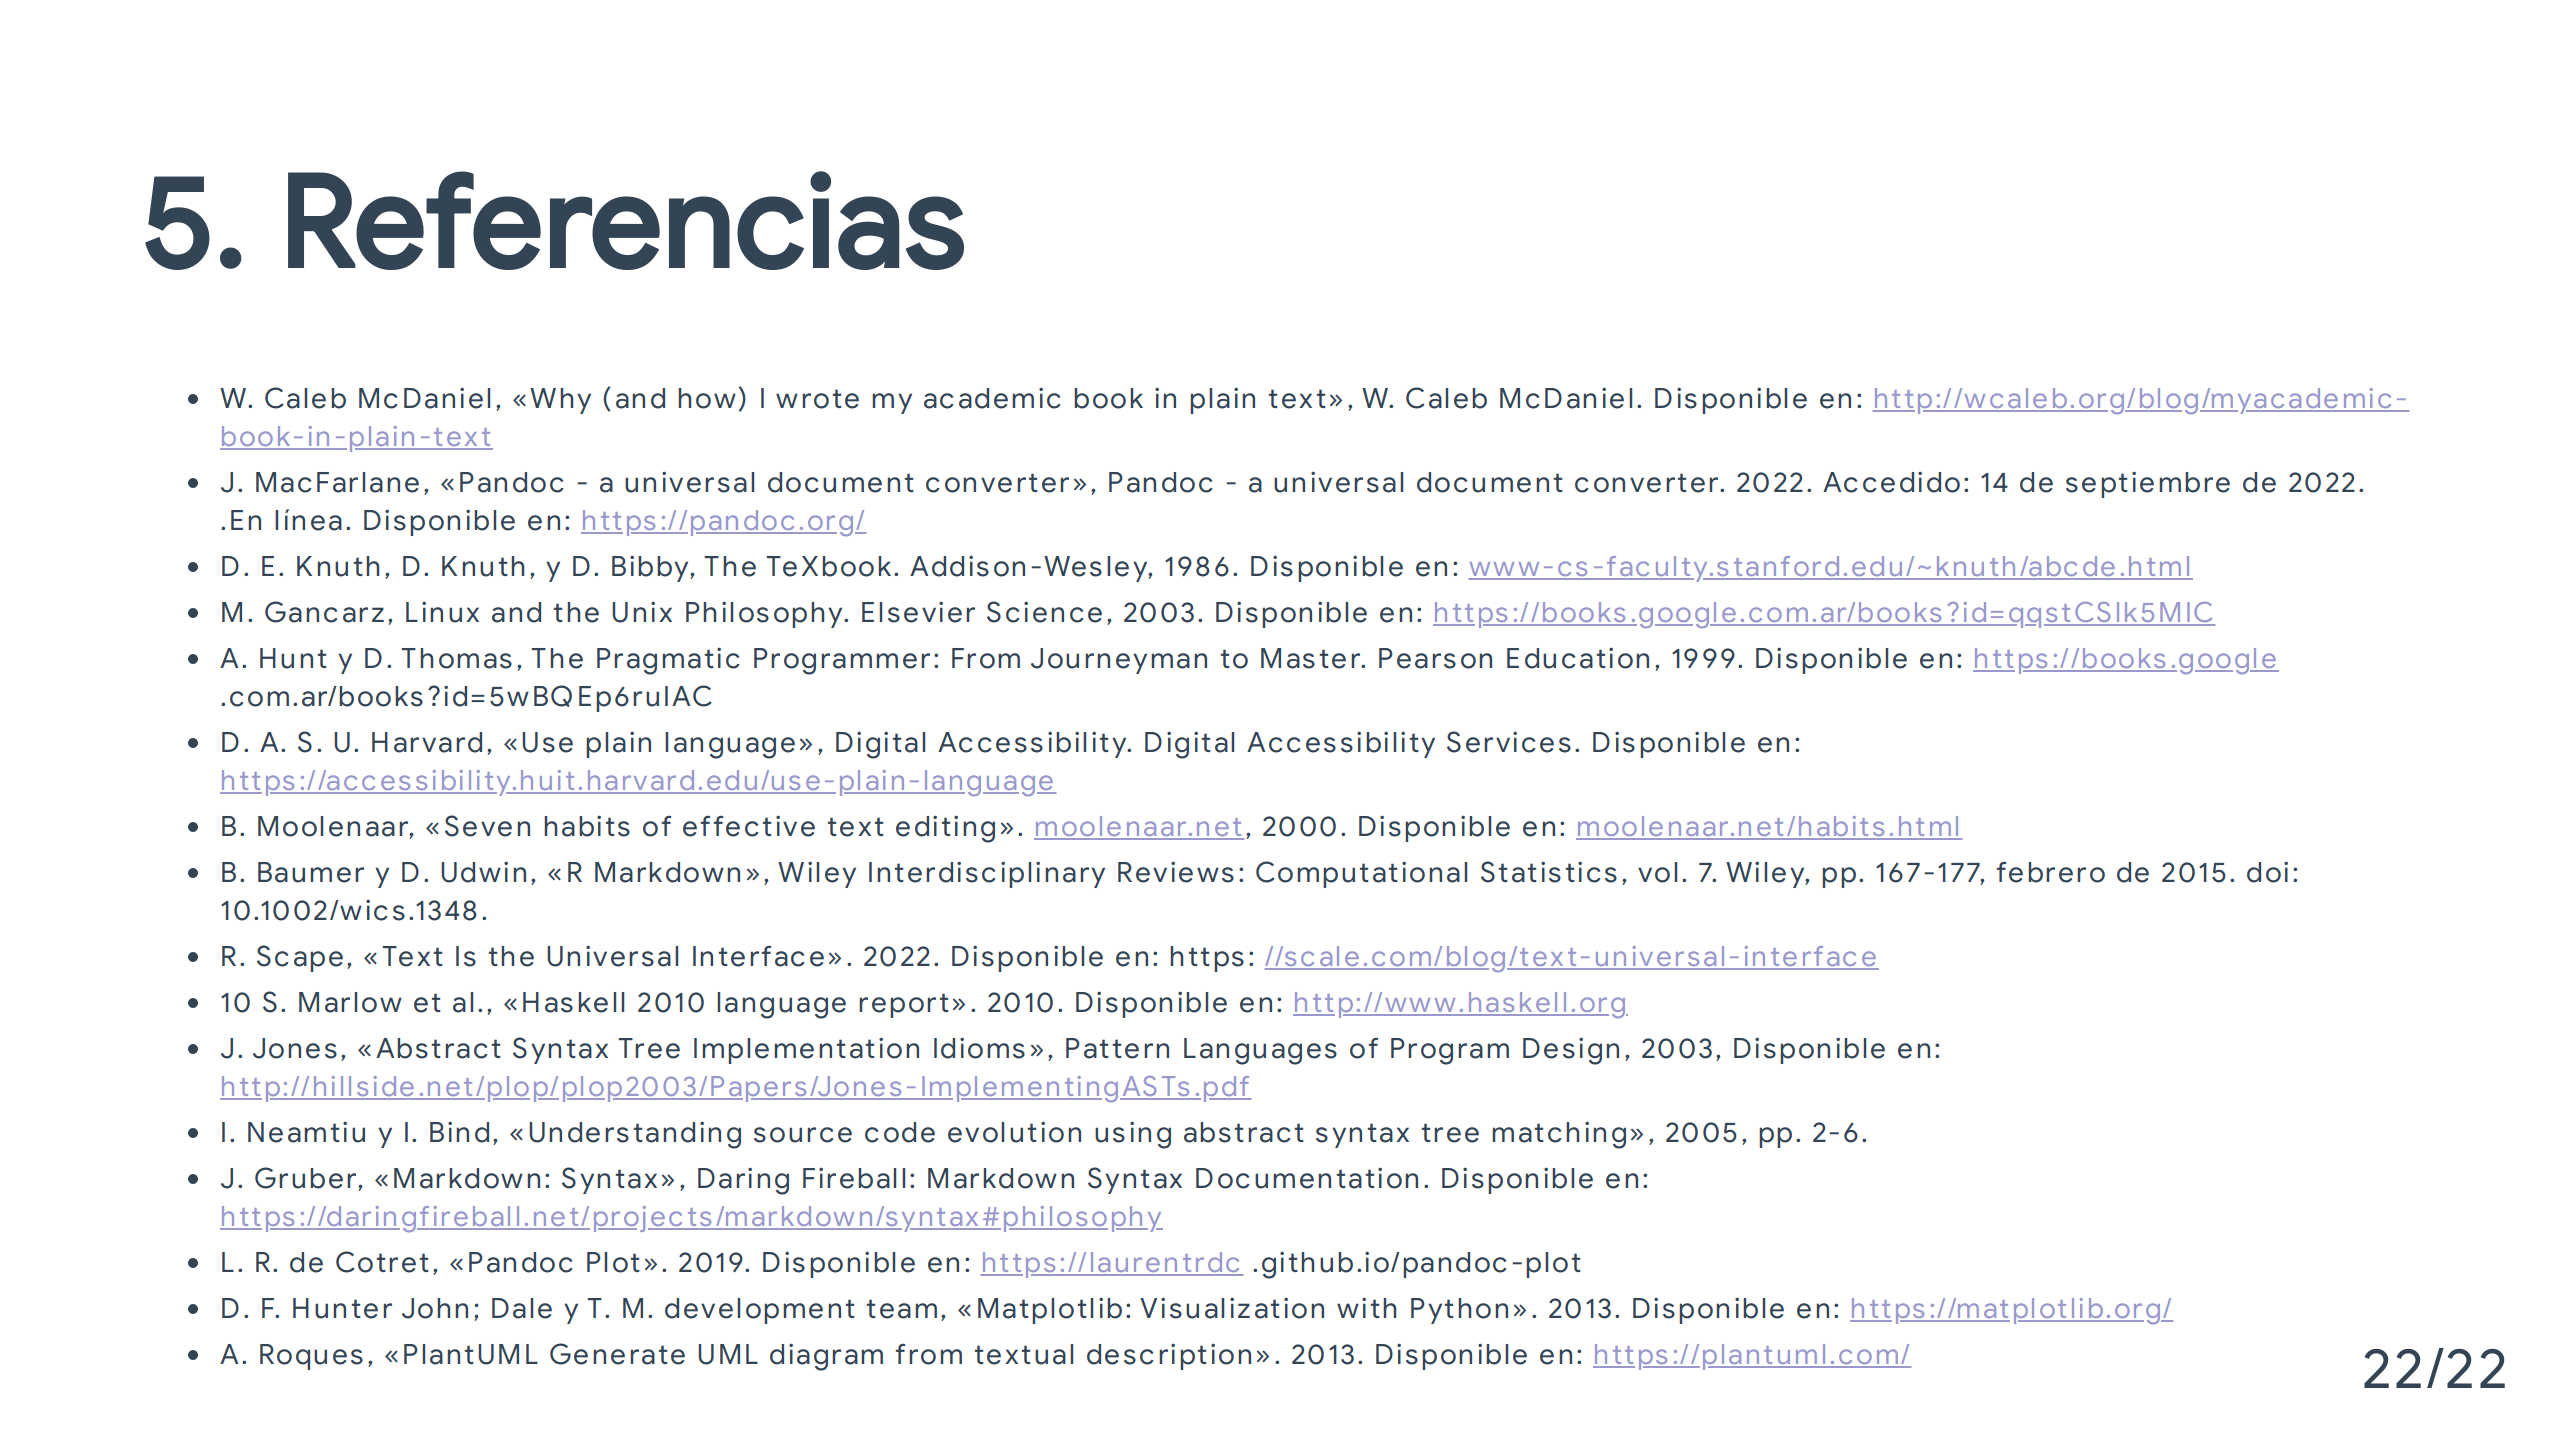 5. Referencias
• W. Caleb McDaniel, «Why (and how) I wrote my academic book in plain text», W. Caleb McDaniel. Disponible en: http://wcaleb.org/blog/myacademic-
book-in-plain-text
• J. MacFarlane, «Pandoc - a universal document converter», Pandoc - a universal document converter. 2022. Accedido: 14 de septiembre de 2022.
.En línea. Disponible en: https://pandoc.org/
• D. E. Knuth, D. Knuth, y D. Bibby, The TeXbook. Addison-Wesley, 1986. Disponible en: www-cs-faculty.stanford.edu/~knuth/abcde.html
• M. Gancarz, Linux and the Unix Philosophy. Elsevier Science, 2003. Disponible en: https://books.google.com.ar/books?id=qqstCSlk5MIC
• A. Hunt y D. Thomas, The Pragmatic Programmer: From Journeyman to Master. Pearson Education, 1999. Disponible en: https://books.google
.com.ar/books?id=5wBQEp6ruIAC
• D. A. S. U. Harvard, «Use plain language», Digital Accessibility. Digital Accessibility Services. Disponible en:
https://accessibility.huit.harvard.edu/use-plain-language
• B. Moolenaar, «Seven habits of effective text editing». moolenaar.net, 2000. Disponible en: moolenaar.net/habits.html
• B. Baumer y D. Udwin, «R Markdown», Wiley Interdisciplinary Reviews: Computational Statistics, vol. 7. Wiley, pp. 167-177, febrero de 2015. doi:
10.1002/wics.1348.
• R. Scape, «Text Is the Universal Interface». 2022. Disponible en: https: //scale.com/blog/text-universal-interface
• 10 S. Marlow et al., «Haskell 2010 language report». 2010. Disponible en: http://www.haskell.org
• J. Jones, «Abstract Syntax Tree Implementation Idioms», Pattern Languages of Program Design, 2003, Disponible en:
http://hillside.net/plop/plop2003/Papers/Jones-ImplementingASTs.pdf
• I. Neamtiu y I. Bind, «Understanding source code evolution using abstract syntax tree matching», 2005, pp. 2-6.
• J. Gruber, «Markdown: Syntax», Daring Fireball: Markdown Syntax Documentation. Disponible en:
https://daringfireball.net/projects/markdown/syntax#philosophy
• L. R. de Cotret, «Pandoc Plot». 2019. Disponible en: https://laurentrdc .github.io/pandoc-plot
• D. F. Hunter John; Dale y T. M. development team, «Matplotlib: Visualization with Python». 2013. Disponible en: https://matplotlib.org/
• A. Roques, «PlantUML Generate UML diagram from textual description». 2013. Disponible en: https://plantuml.com/
22/22